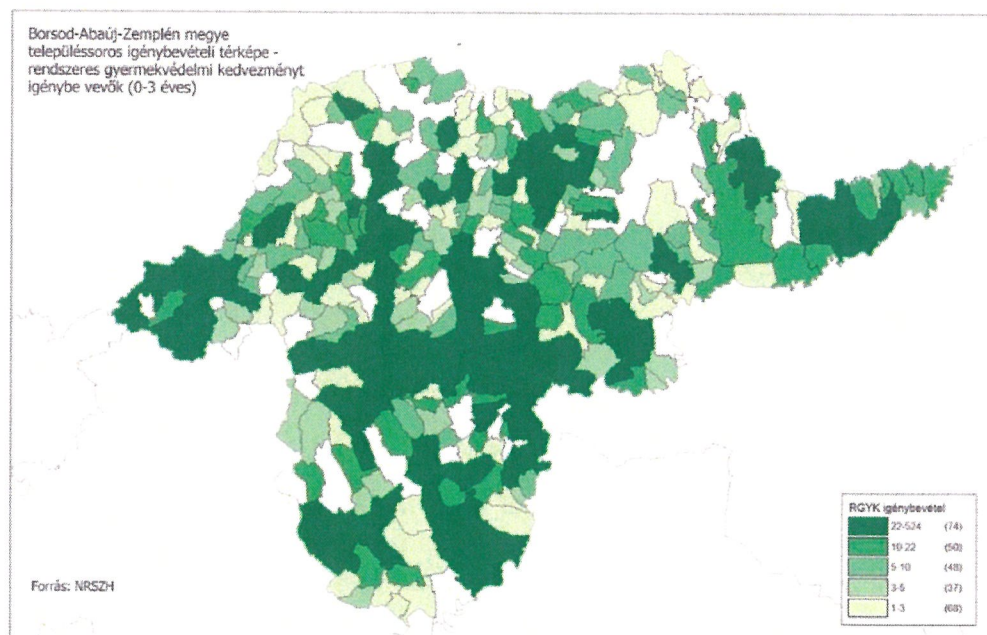 Borsod-Abaúj-Zemplén megye
településsoros igénybevételi térképe -
rendszeres gyermekvédelmi kedvezményt
igénybe vevők (0-3 éves)
RGYK igénybevétel
22-524 (74)
10-22 (50)
5-10 (48)
3-5 (37)
1-3 (68)
Forrás: NRSZH